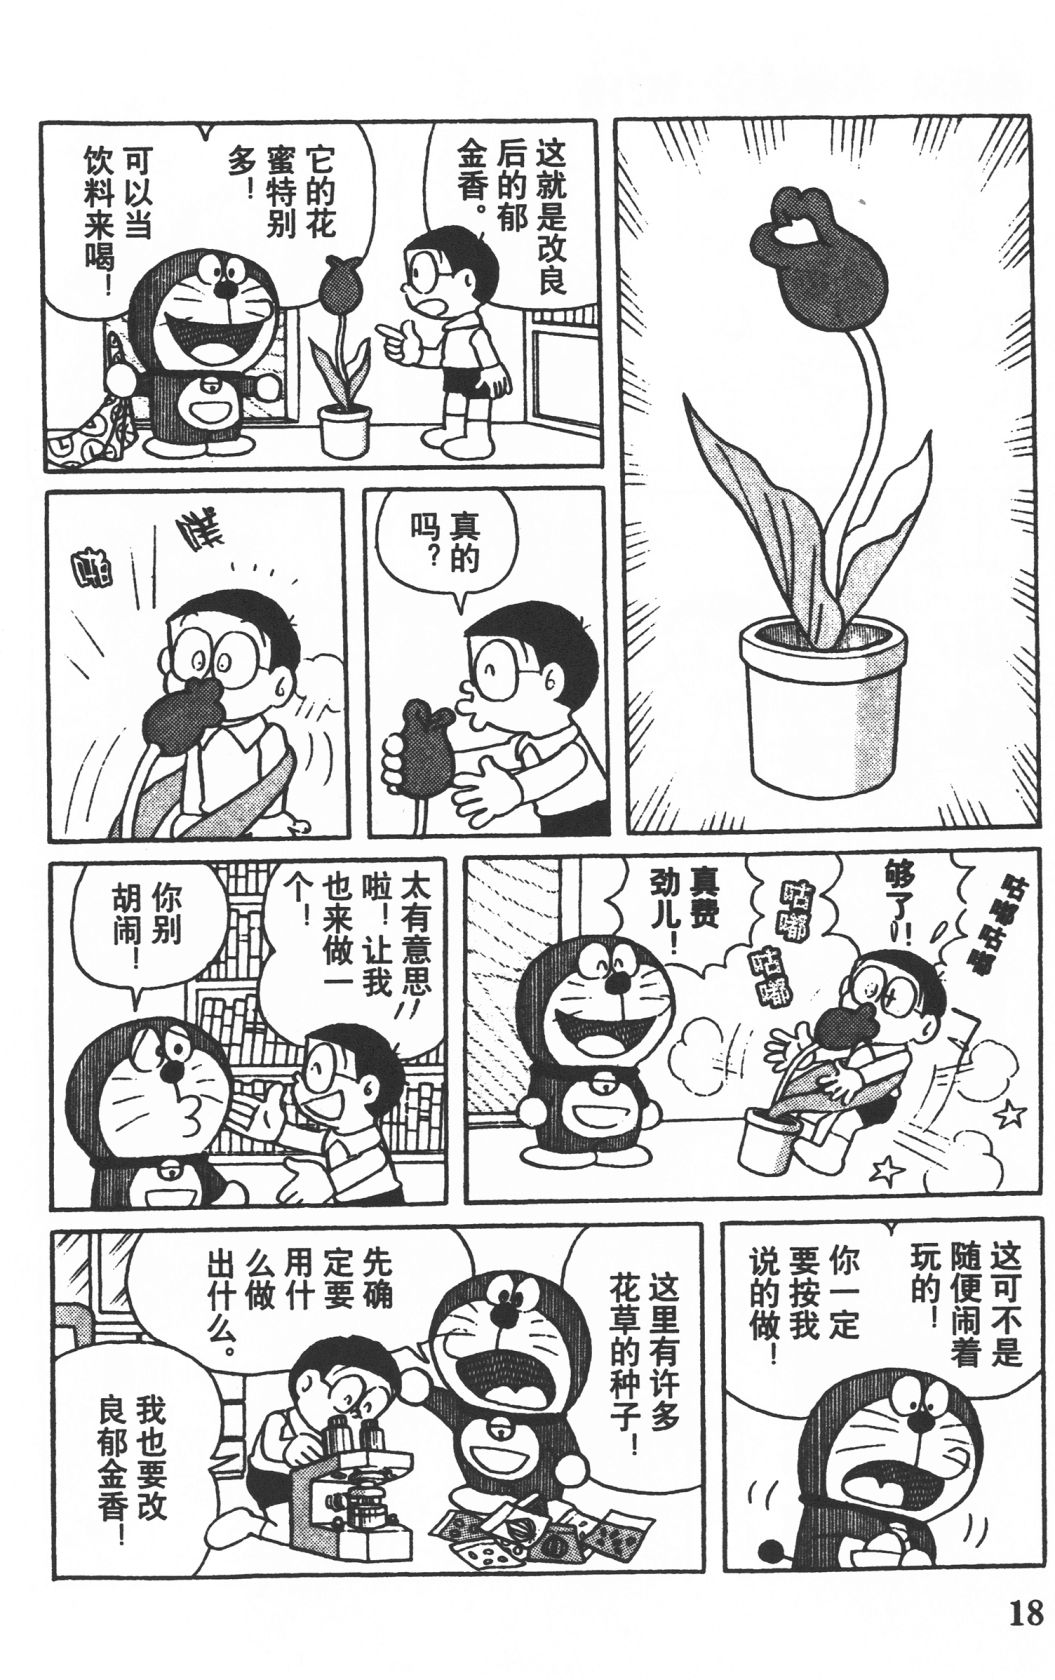 这就是改良
后的郁
金香。
它的花
蜜特别
多！
可以当
饮料来喝！
真的
吗？
噗
啪
咕嘟咕嘟
够了！
咕嘟
咕嘟
真费
劲儿！
太有意思
啦！让我
也来做一
个！
你别
胡闹！
这可不是
随便闹着
玩的！
你一定
要按我
说的做！
这里有许多
花草的种子！
先确
定要
用什
么做
出什么。
我也要改
良郁金香！
18